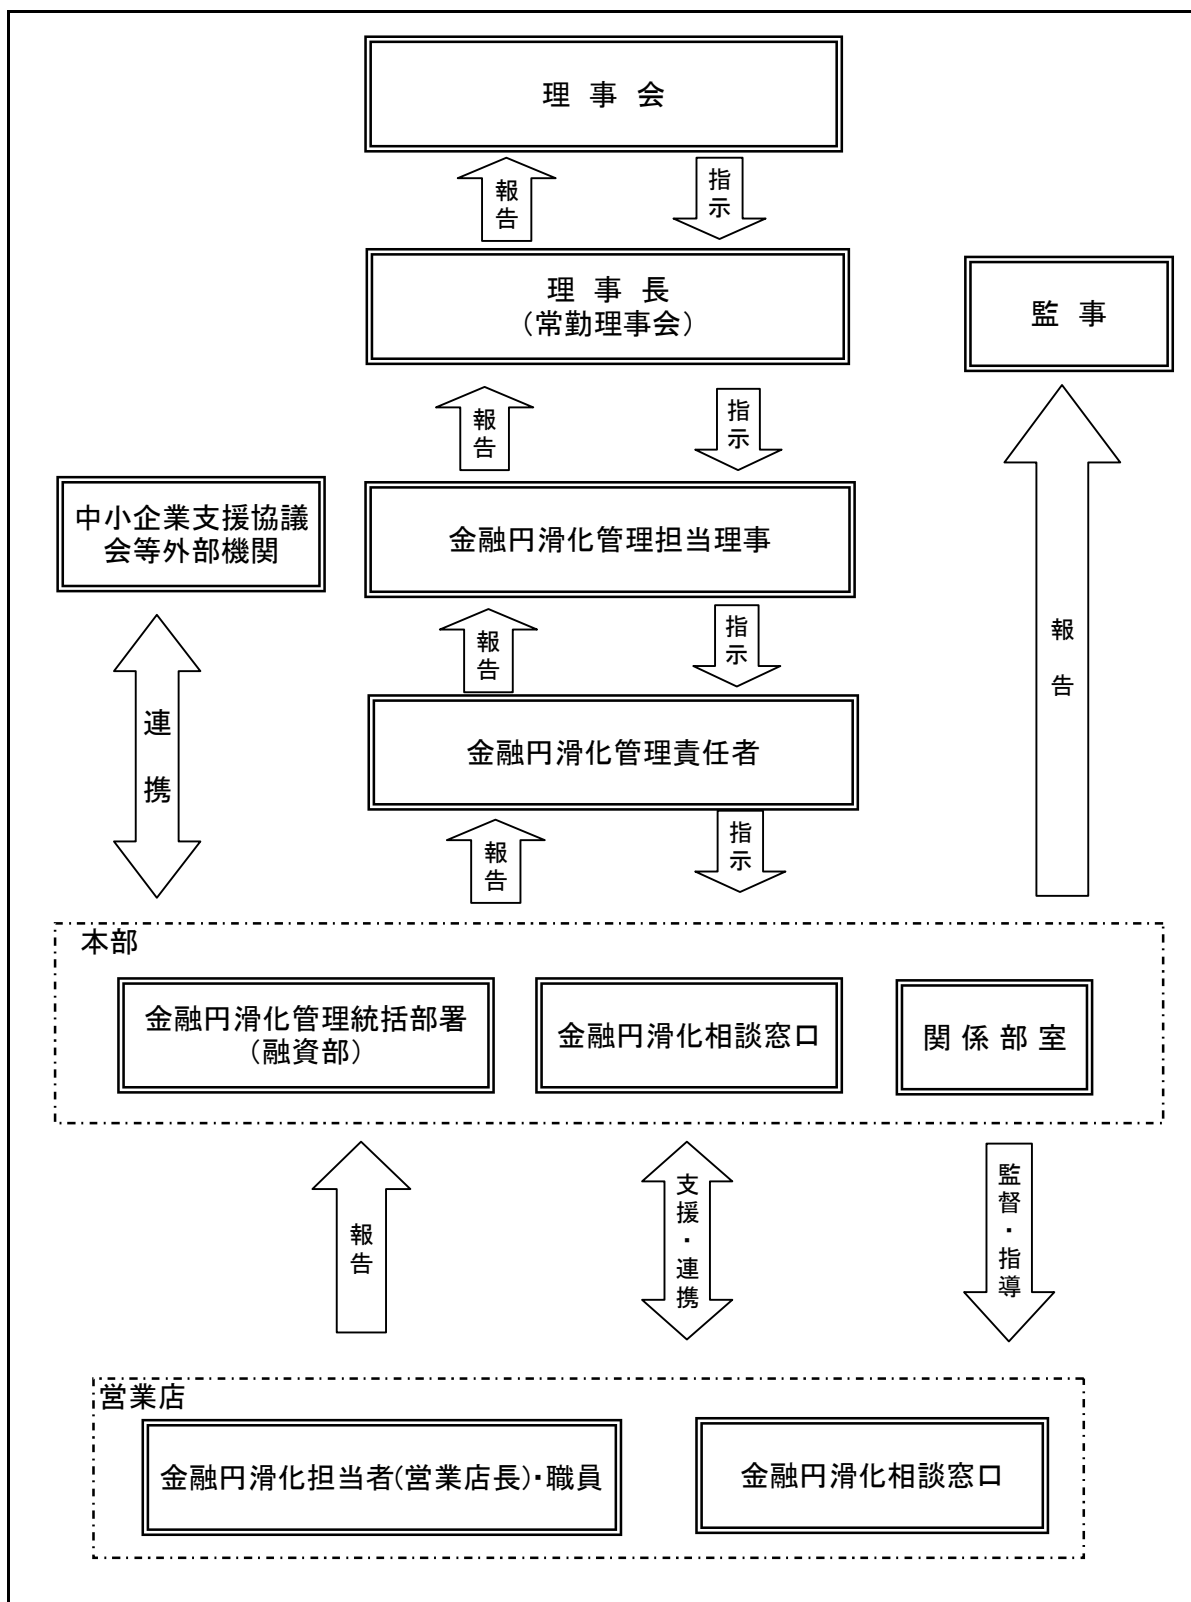 理事会
報告
指示
理事長
(常勤理事会)
監事
報告
指示
中小企業支援協議
会等外部機関
金融円滑化管理担当理事
報告
指示
報告
連携
金融円滑化管理責任者
報告
指示
本部
金融円滑化管理統括部署
(融資部)
金融円滑化相談窓口
関係部室
報告
支援・連携
監督・指導
営業店
金融円滑化担当者(営業店長)・職員
金融円滑化相談窓口